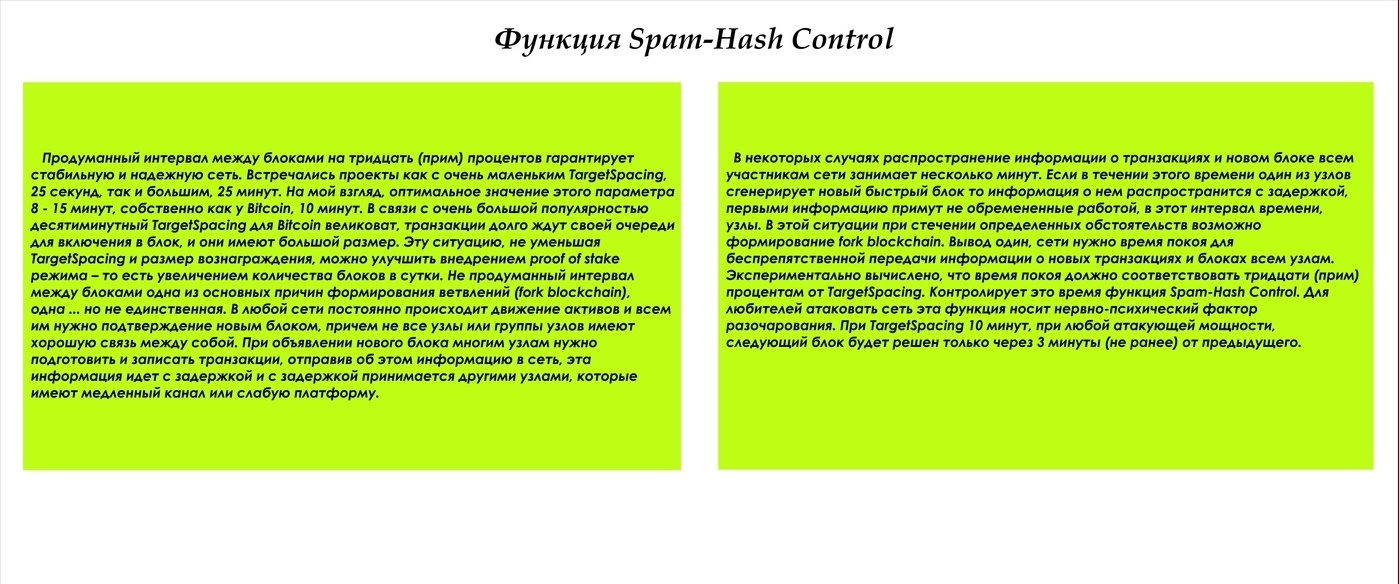 Функция Spam-Hash Control
Продуманный интервал между блоками на тридцать (прим) процентов гарантирует
стабильную и надежную сеть. Встречались проекты как с очень маленьким TargetSpacing,
25 секунд, так и большим, 25 минут. На мой взгляд, оптимальное значение этого параметра
8 - 15 минут, собственно как у Bitcoin, 10 минут. В связи с очень большой популярностью
десятиминутный TargetSpacing для Bitcoin великоват, транзакции долго ждут своей очереди
для включения в блок, и они имеют большой размер. Эту ситуацию, не уменьшая
TargetSpacing и размер вознаграждения, можно улучшить внедрением proof of stake
режима – то есть увеличением количества блоков в сутки. Не продуманный интервал
между блоками одна из основных причин формирования ветвлений (fork blockchain),
одна ... но не единственная. В любой сети постоянно происходит движение активов и всем
им нужно подтверждение новым блоком, причем не все узлы или группы узлов имеют
хорошую связь между собой. При объявлении нового блока многим узлам нужно
подготовить и записать транзакции, отправив об этом информацию в сеть, эта
информация идет с задержкой и с задержкой принимается другими узлами, которые
имеют медленный канал или слабую платформу.
В некоторых случаях распространение информации о транзакциях и новом блоке всем
участникам сети занимает несколько минут. Если в течении этого времени один из узлов
сгенерирует новый быстрый блок то информация о нем распространится с задержкой,
первыми информацию примут не обремененные работой, в этот интервал времени,
узлы. В этой ситуации при стечении определенных обстоятельств возможно
формирование fork blockchain. Вывод один, сети нужно время покоя для
беспрепятственной передачи информации о новых транзакциях и блоках всем узлам.
Экспериментально вычислено, что время покоя должно соответствовать тридцати (прим)
процентам от TargetSpacing. Контролирует это время функция Spam-Hash Control. Для
любителей атаковать сеть эта функция носит нервно-психический фактор
разочарования. При TargetSpacing 10 минут, при любой атакующей мощности,
следующий блок будет решен только через 3 минуты (не ранее) от предыдущего.